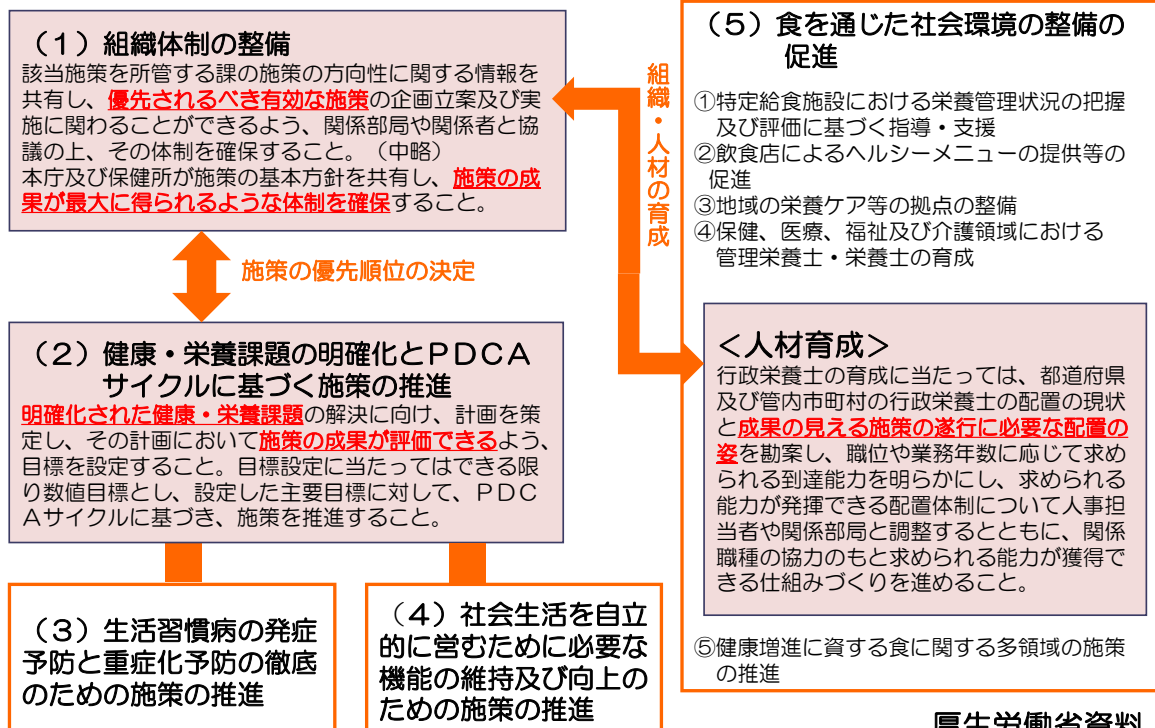 （１）組織体制の整備
該当施策を所管する課の施策の方向性に関する情報を
共有し、優先されるべき有効な施策の企画立案及び実
施に関わることができるよう、関係部局や関係者と協
議の上、その体制を確保すること。（中略）
本庁及び保健所が施策の基本方針を共有し、施策の成
果が最大に得られるような体制を確保すること。
施策の優先順位の決定
（２）健康・栄養課題の明確化とＰＤＣＡ
サイクルに基づく施策の推進
明確化された健康・栄養課題の解決に向け、計画を策
定し、その計画において施策の成果が評価できるよう、
目標を設定すること。目標設定に当たってはできる限
り数値目標とし、設定した主要目標に対して、ＰＤＣ
Ａサイクルに基づき、施策を推進すること。
（３）生活習慣病の発症
予防と重症化予防の徹底
のための施策の推進
（４）社会生活を自立
的に営むために必要な
機能の維持及び向上の
ための施策の推進
組織・人材の育成
（５）食を通じた社会環境の整備の
促進
①特定給食施設における栄養管理状況の把握
及び評価に基づく指導・支援
②飲食店によるヘルシーメニューの提供等の
促進
③地域の栄養ケア等の拠点の整備
④保健、医療、福祉及び介護領域における
管理栄養士・栄養士の育成
＜人材育成＞
行政栄養士の育成に当たっては、都道府県
及び管内市町村の行政栄養士の配置の現状
と成果の見える施策の遂行に必要な配置の
姿を勘案し、職位や業務年数に応じて求め
られる到達能力を明らかにし、求められる
能力が発揮できる配置体制について人事担
当者や関係部局と調整するとともに、関係
職種の協力のもと求められる能力が獲得で
きる仕組みづくりを進めること。
⑤健康増進に資する食に関する多領域の施策
の推進
厚生労働省資料